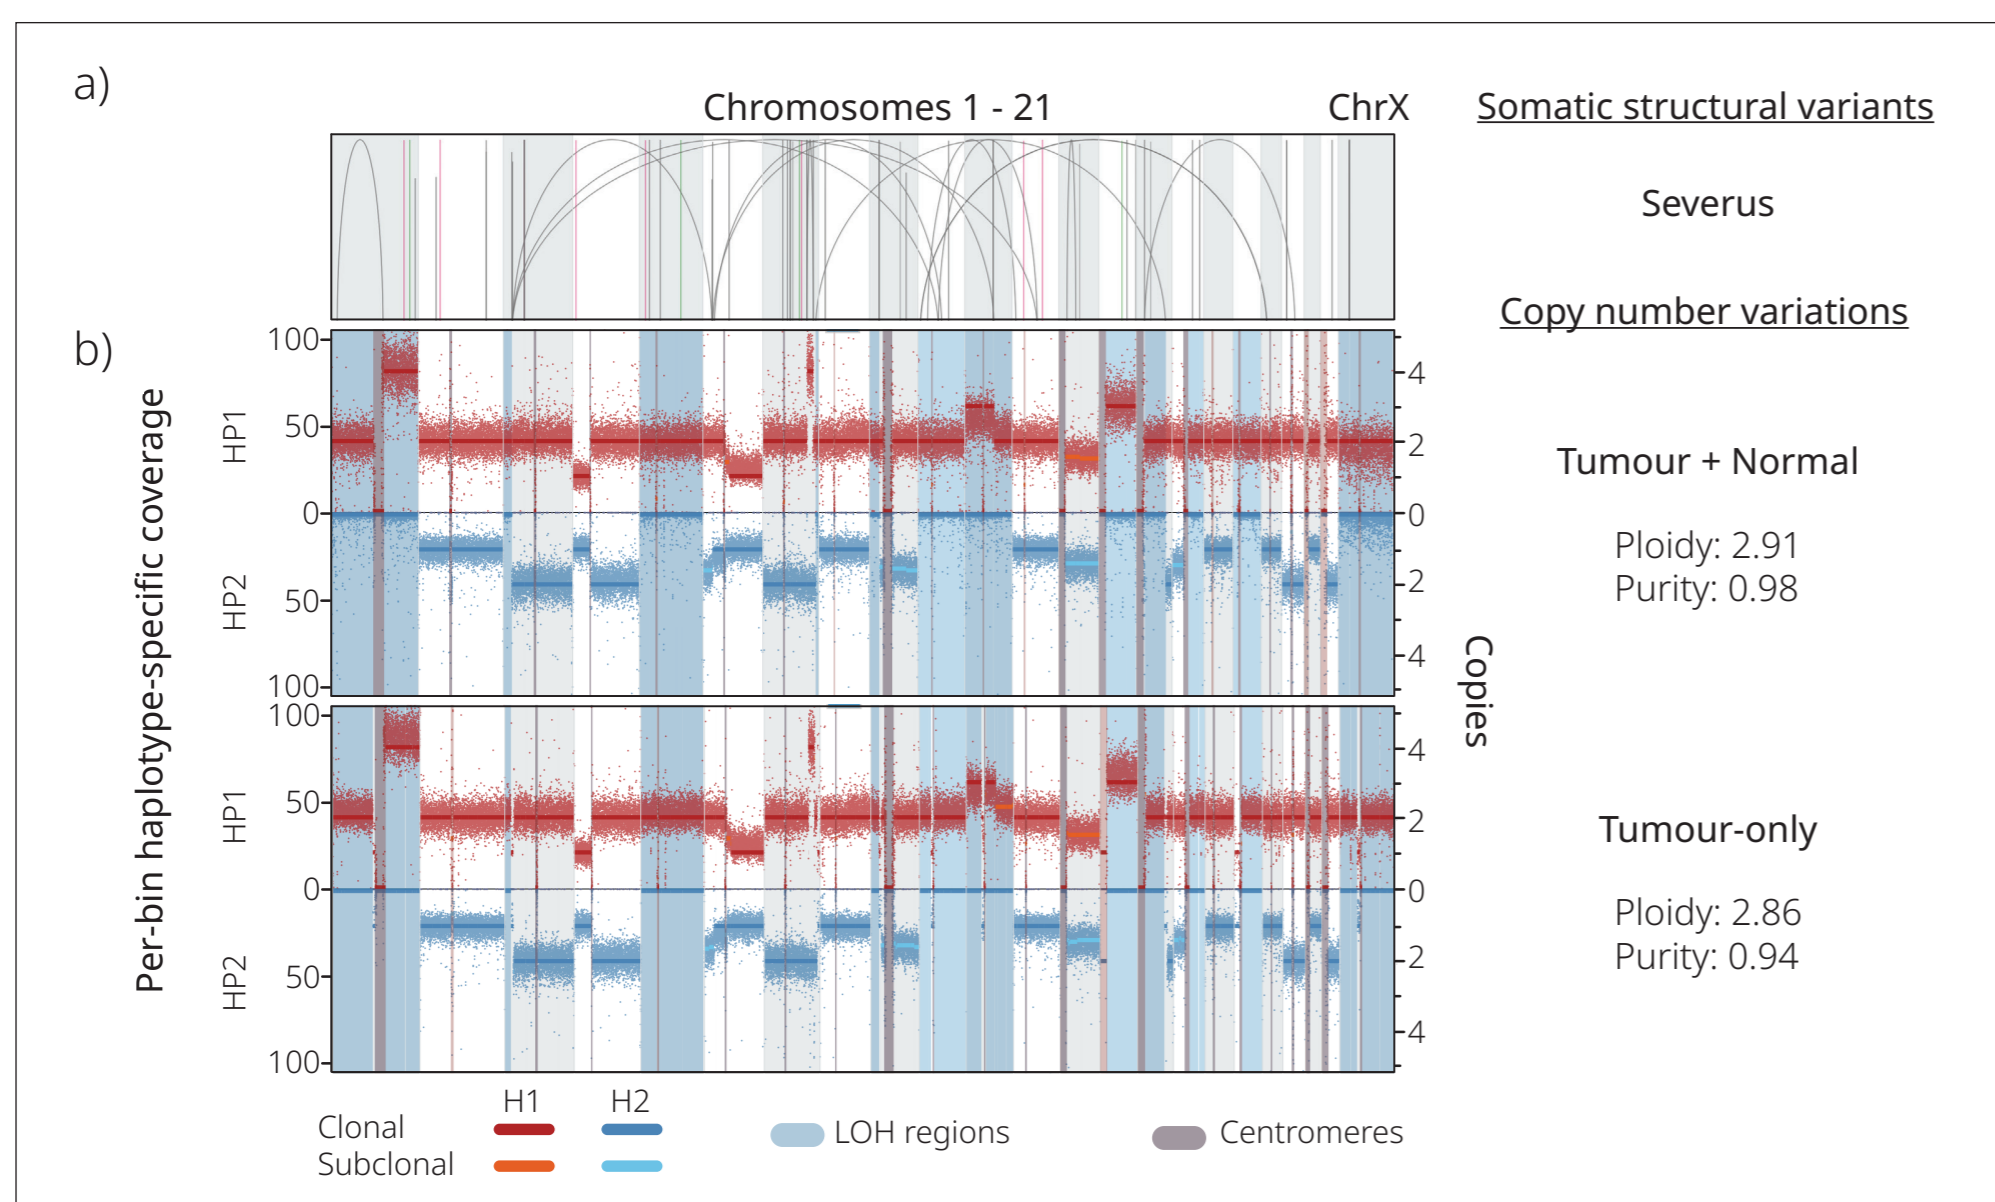 a)
Chromosomes 1 - 21
ChrX
Somatic structural variants
Severus
Copy number variations
b)
Per-bin haplotype-specific coverage
HP1
HP2
100
50
0
50
100
4
2
0
2
4
Tumour + Normal
Ploidy: 2.91
Purity: 0.98
Copies
HP1
HP2
100
50
0
50
100
4
2
0
2
4
Tumour-only
Ploidy: 2.86
Purity: 0.94
H1 H2
Clonal
Subclonal
LOH regions
Centromeres